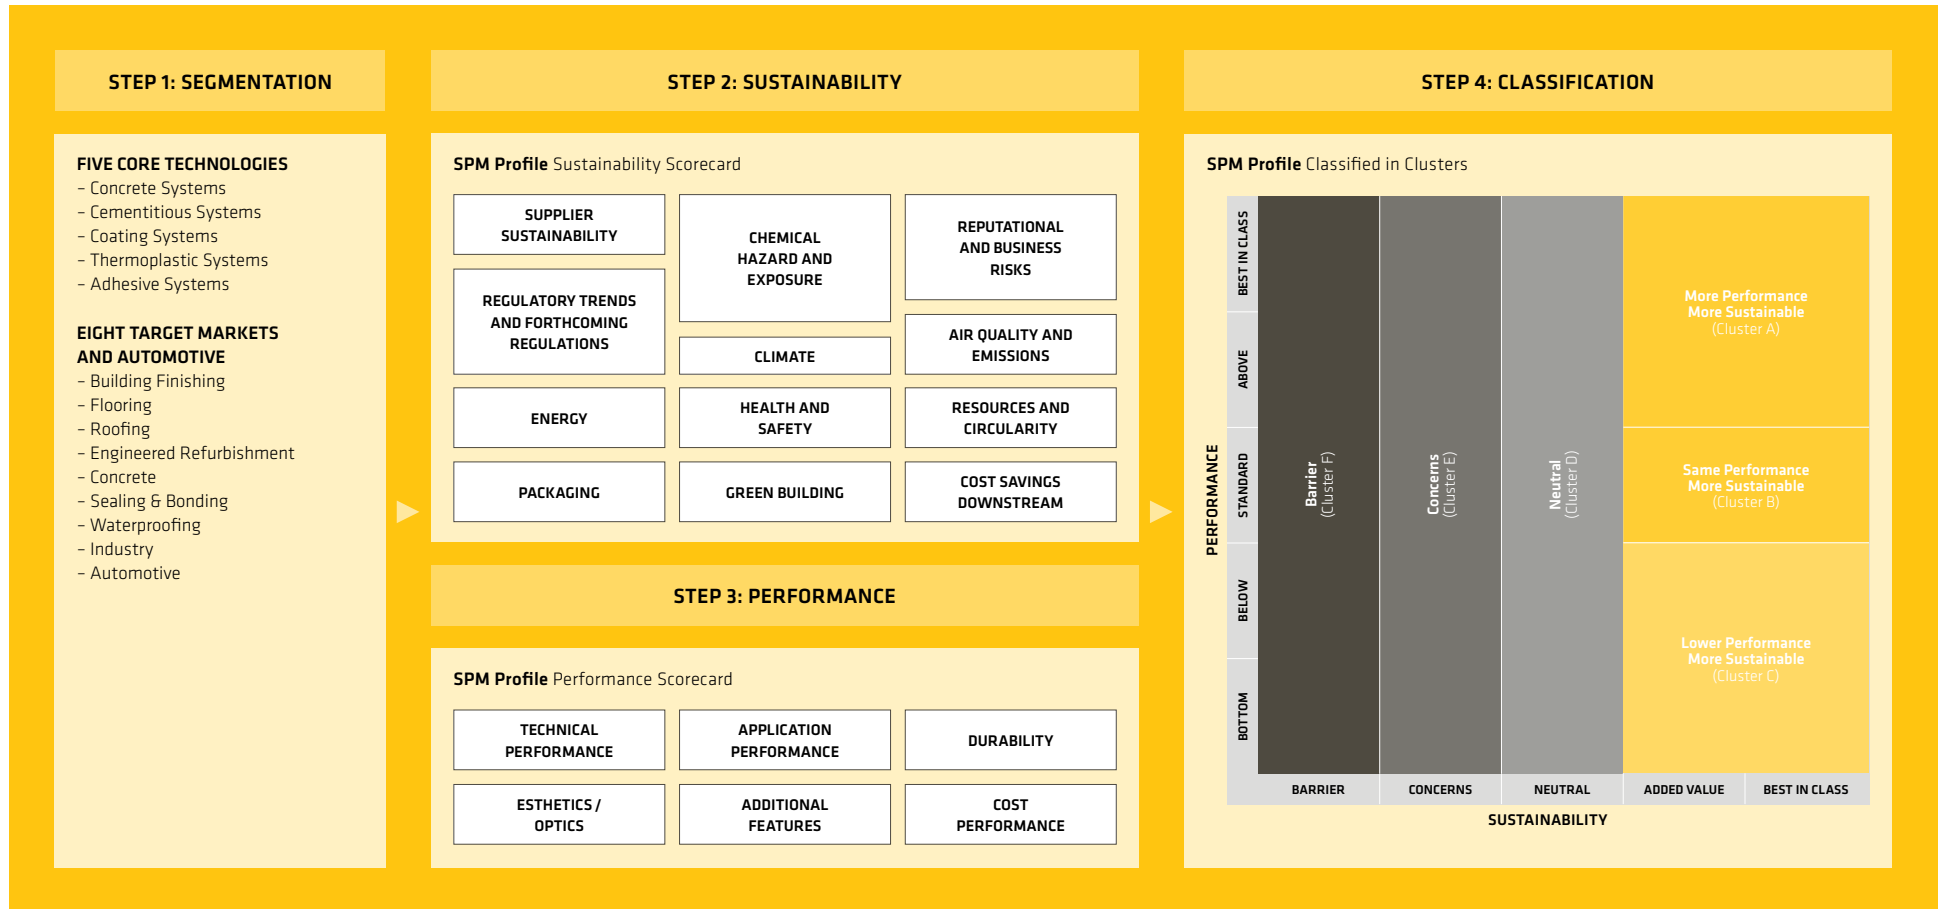 STEP 1: SEGMENTATION
FIVE CORE TECHNOLOGIES
– Concrete Systems
– Cementitious Systems
– Coating Systems
– Thermoplastic Systems
– Adhesive Systems
EIGHT TARGET MARKETS
AND AUTOMOTIVE
– Building Finishing
– Flooring
– Roofing
– Engineered Refurbishment
– Concrete
– Sealing & Bonding
– Waterproofing
– Industry
– Automotive
STEP 2: SUSTAINABILITY
SPM Profile Sustainability Scorecard
SUPPLIER
SUSTAINABILITY
CHEMICAL
HAZARD AND
EXPOSURE
REPUTATIONAL
AND BUSINESS
RISKS
REGULATORY TRENDS
AND FORTHCOMING
REGULATIONS
CLIMATE
AIR QUALITY AND
EMISSIONS
ENERGY
HEALTH AND
SAFETY
RESOURCES AND
CIRCULARITY
PACKAGING
GREEN BUILDING
COST SAVINGS
DOWNSTREAM
STEP 3: PERFORMANCE
SPM Profile Performance Scorecard
TECHNICAL
PERFORMANCE
APPLICATION
PERFORMANCE
DURABILITY
ESTHETICS /
OPTICS
ADDITIONAL
FEATURES
COST
PERFORMANCE
STEP 4: CLASSIFICATION
SPM Profile Classified in Clusters
PERFORMANCE
BEST IN CLASS
ABOVE
STANDARD
BELOW
BOTTOM
Barrier
(Cluster F)
Concerns
(Cluster E)
Neutral
(Cluster D)
More Performance
More Sustainable
(Cluster A)
Same Performance
More Sustainable
(Cluster B)
Lower Performance
More Sustainable
(Cluster C)
BARRIER
CONCERNS
NEUTRAL
ADDED VALUE
BEST IN CLASS
SUSTAINABILITY